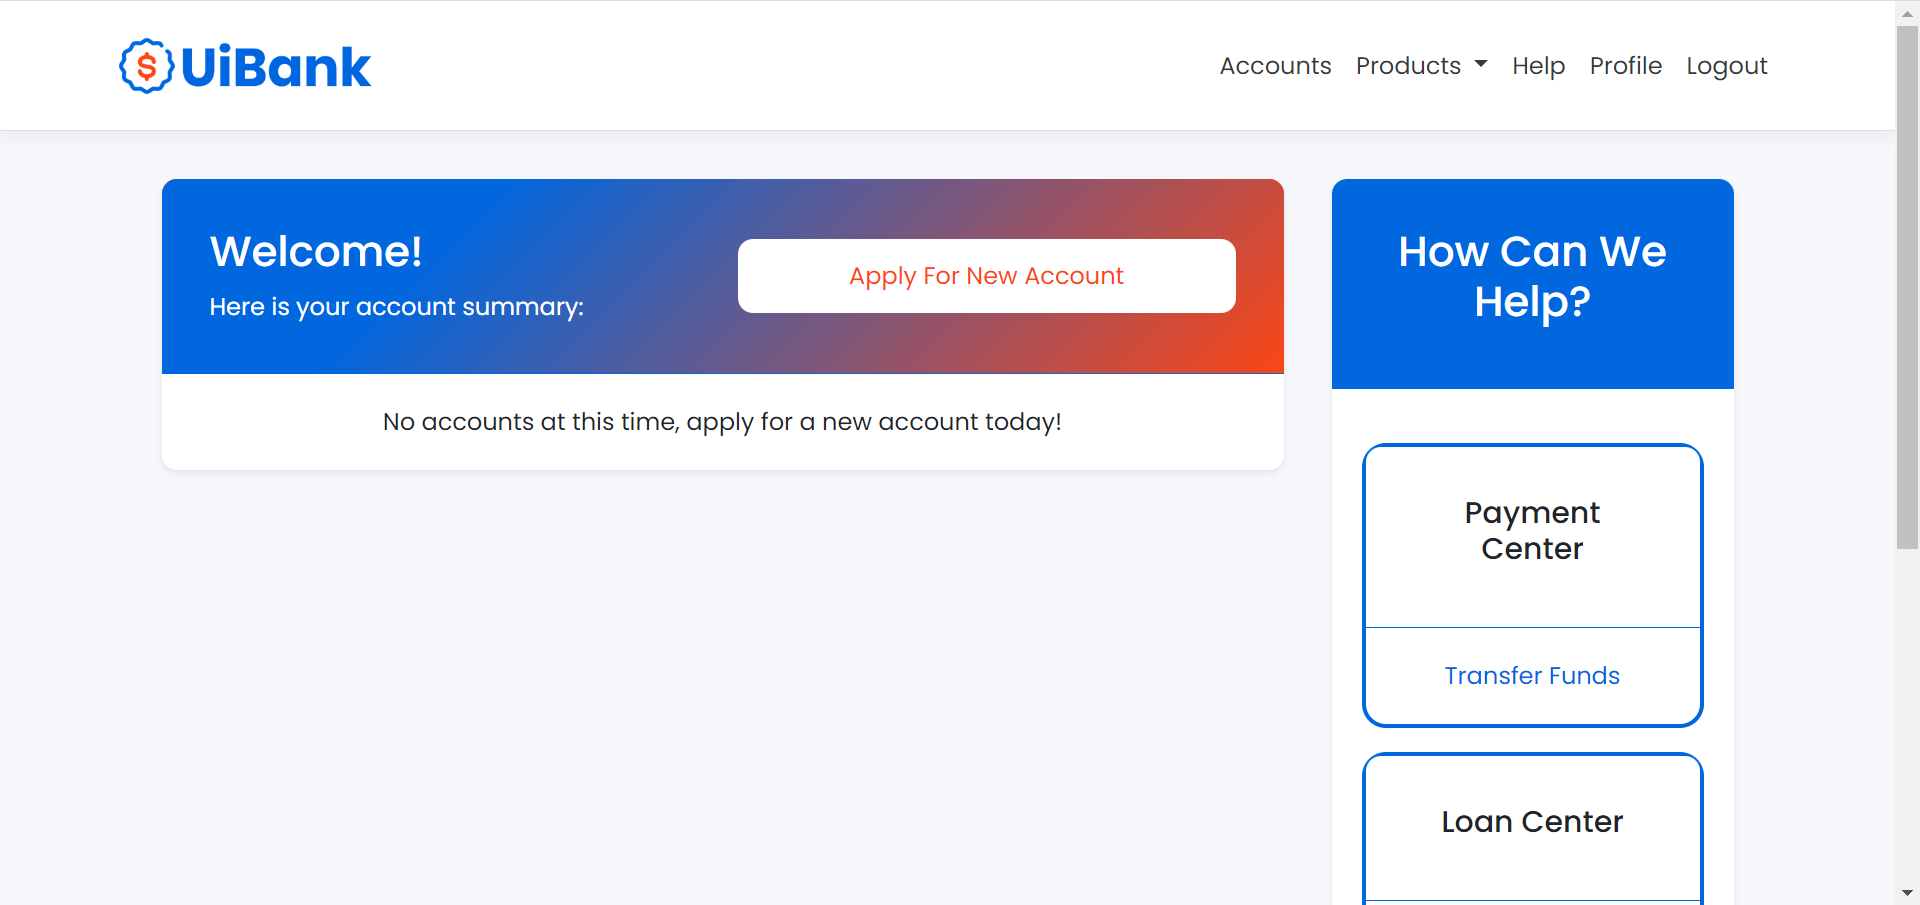 $ UiBank
Accounts Products Help Profile Logout
Welcome!
Here is your account summary:
Apply For New Account
No accounts at this time, apply for a new account today!
How Can We
Help?
Payment
Center
Transfer Funds
Loan Center